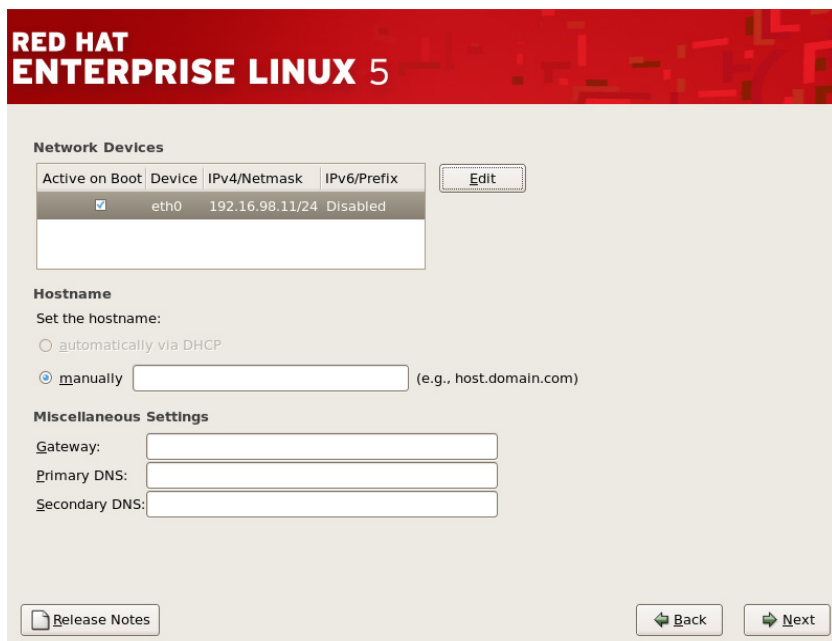 RED HAT
ENTERPRISE LINUX 5
Network Devices
Active on Boot Device IPv4/Netmask IPv6/Prefix
eth0 192.16.98.11/24 Disabled
Edit
Hostname
Set the hostname:
automatically via DHCP
manually (e.g., host.domain.com)
Miscellaneous Settings
Gateway:
Primary DNS:
Secondary DNS:
Release Notes Back Next